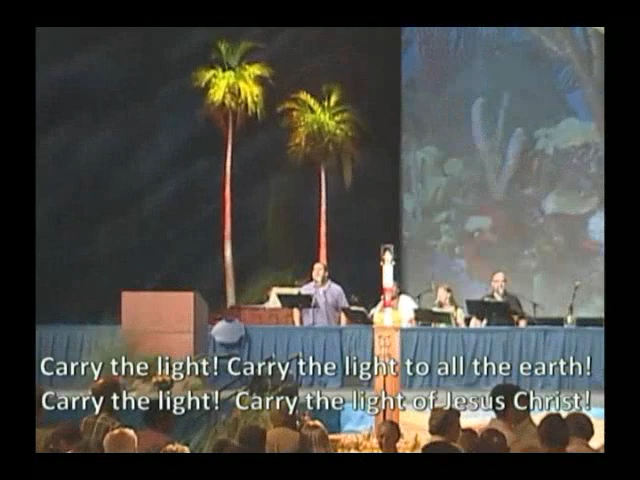 Carry the light! Carry the light to all the earth!
Carry the light!  Carry the light of Jesus Christ!